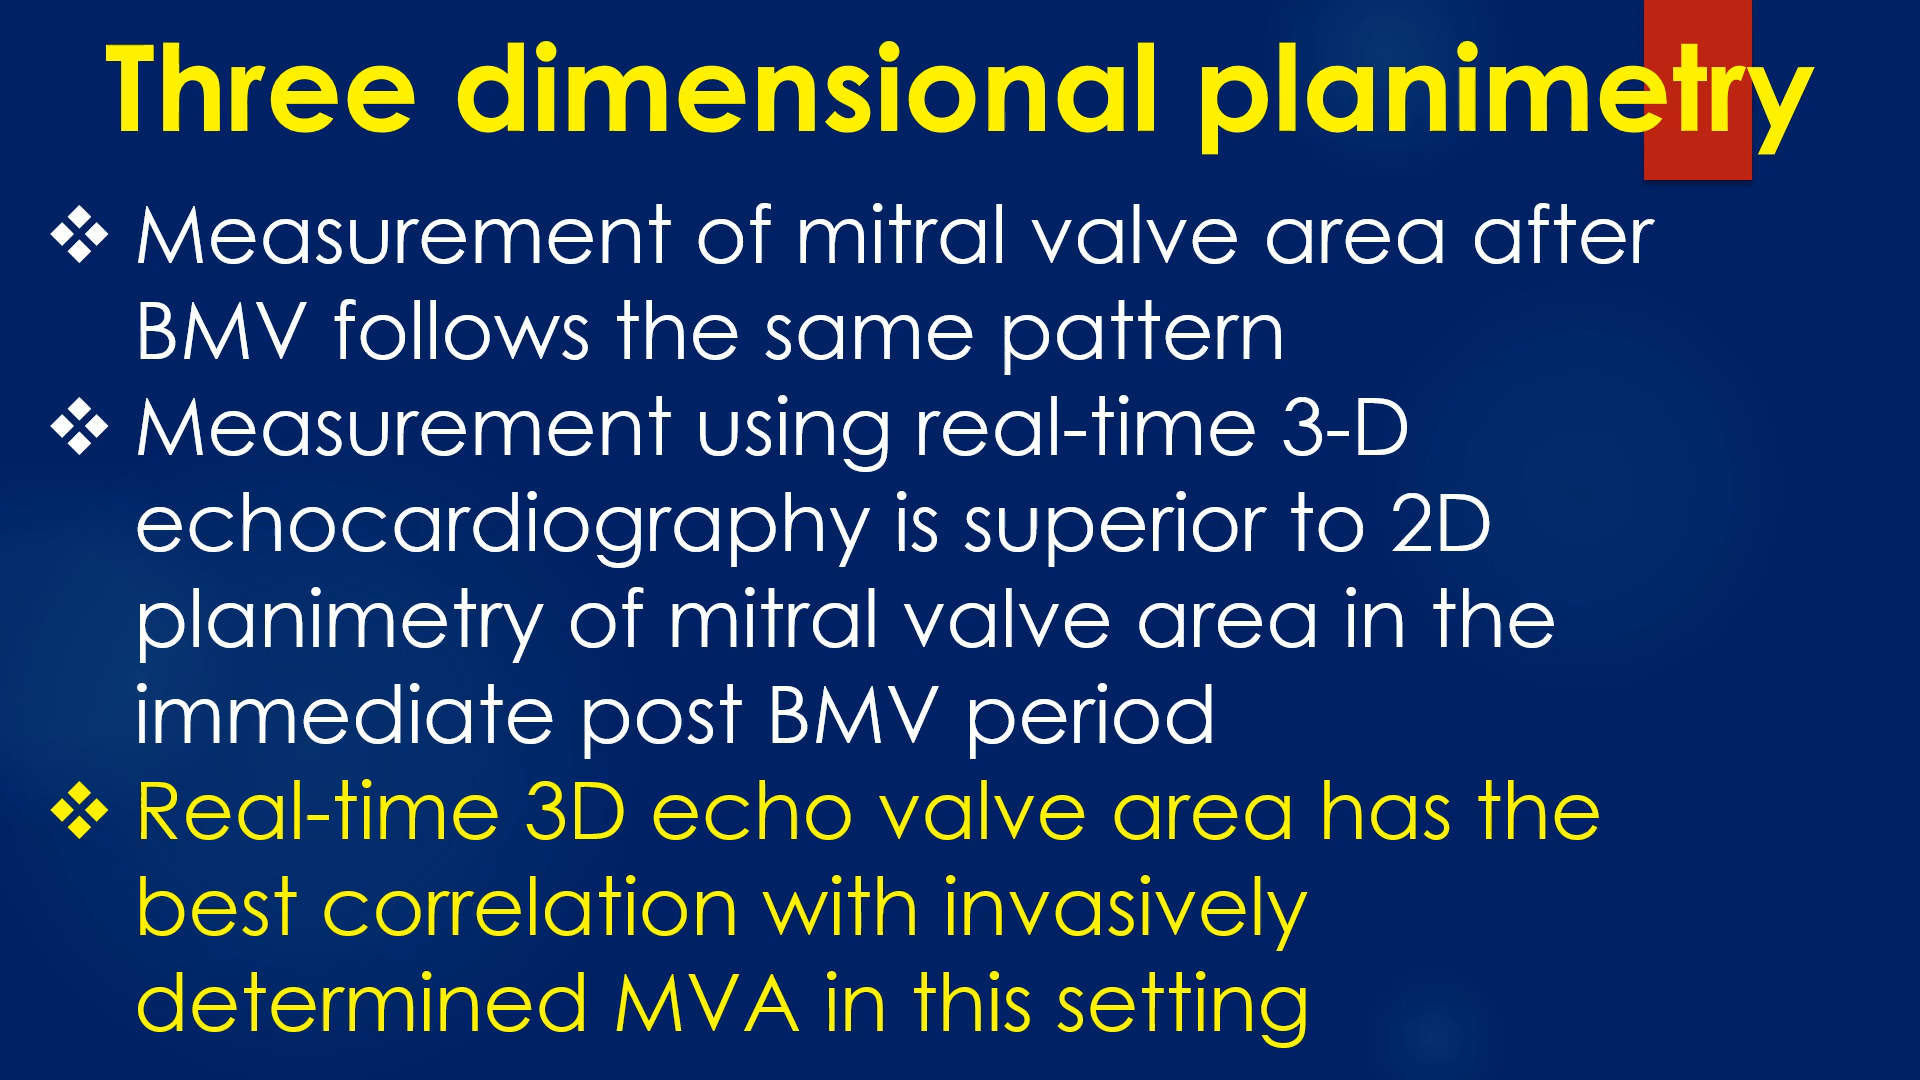 Three dimensional planimetry
❖ Measurement of mitral valve area after
BMV follows the same pattern
❖ Measurement using real-time 3-D
echocardiography is superior to 2D
planimetry of mitral valve area in the
immediate post BMV period
❖ Real-time 3D echo valve area has the
best correlation with invasively
determined MVA in this setting